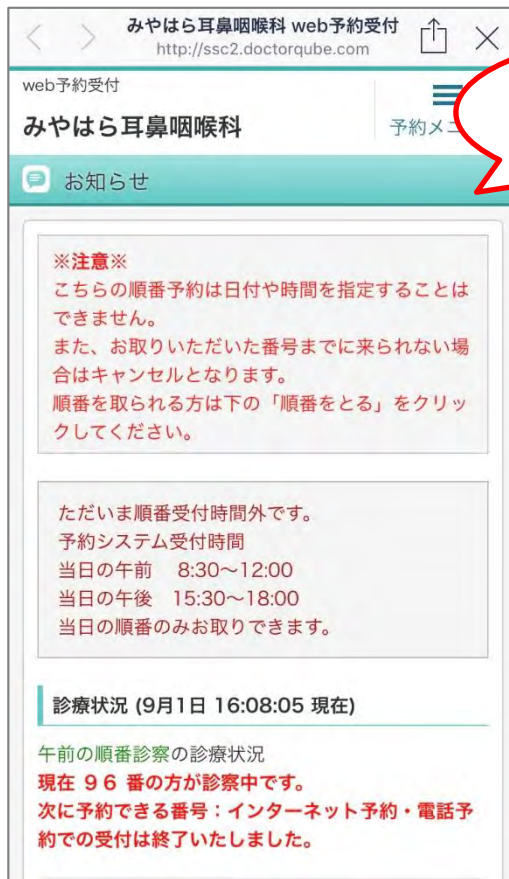 みやはら耳鼻咽喉科 web予約受付
http://ssc2.doctorqube.com
web予約受付
みやはら耳鼻咽喉科
予約メニ
お知らせ
※注意※
こちらの順番予約は日付や時間を指定することは
できません。
また、お取りいただいた番号までに来られない場
合はキャンセルとなります。
順番を取られる方は下の「順番をとる」をクリッ
クしてください。
ただいま順番受付時間外です。
予約システム受付時間
当日の午前　8:30〜12:00
当日の午後　15:30〜18:00
当日の順番のみお取りできます。
診療状況 (9月1日 16:08:05 現在)
午前の順番診察の診療状況
現在 ９６ 番の方が診察中です。
次に予約できる番号：インターネット予約・電話予
約での受付は終了いたしました。